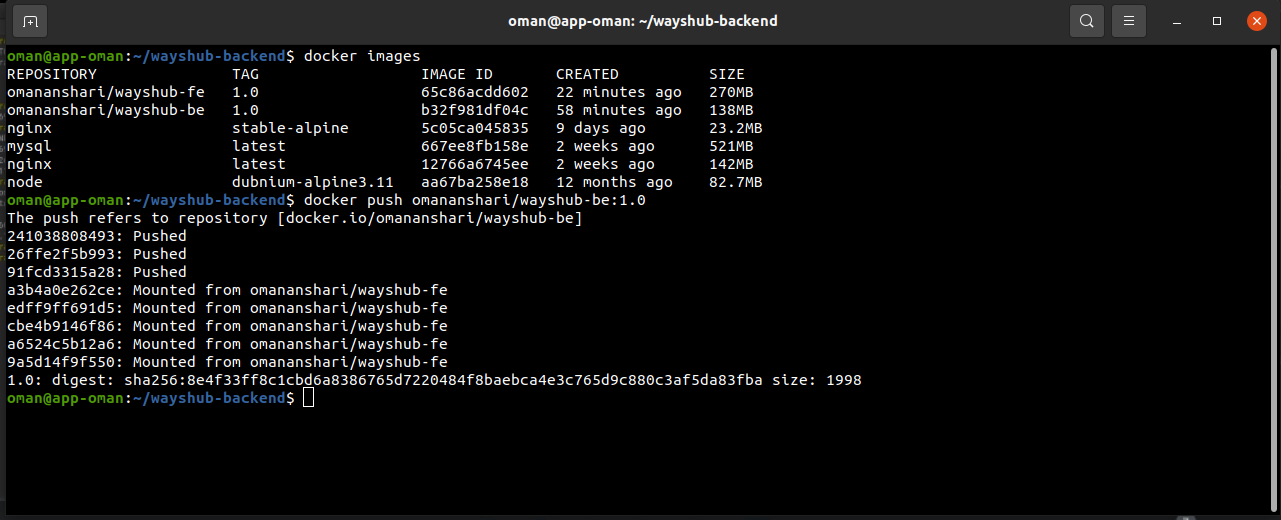 oman@app-oman: ~/wayshub-backend
oman@app-oman:~/wayshub-backend$ docker images
REPOSITORY TAG IMAGE ID CREATED SIZE
omananshari/wayshub-fe 1.0 65c86acdd602 22 minutes ago 270MB
omananshari/wayshub-be 1.0 b32f981df04c 58 minutes ago 138MB
nginx stable-alpine 5c05ca045835 9 days ago 23.2MB
mysql latest 667ee8fb158e 2 weeks ago 521MB
nginx latest 12766a6745ee 2 weeks ago 142MB
node dubnium-alpine3.11 aa67ba258e18 12 months ago 82.7MB
oman@app-oman:~/wayshub-backend$ docker push omananshari/wayshub-be:1.0
The push refers to repository [docker.io/omananshari/wayshub-be]
241038808493: Pushed
26ffe2f5b993: Pushed
91fcd3315a28: Pushed
a3b4a0e262ce: Mounted from omananshari/wayshub-fe
edff9ff691d5: Mounted from omananshari/wayshub-fe
cbe4b9146f86: Mounted from omananshari/wayshub-fe
a6524c5b12a6: Mounted from omananshari/wayshub-fe
9a5d14f9f550: Mounted from omananshari/wayshub-fe
1.0: digest: sha256:8e4f33ff8c1cbd6a8386765d7220484f8baebca4e3c765d9c880c3af5da83fba size: 1998
oman@app-oman:~/wayshub-backend$